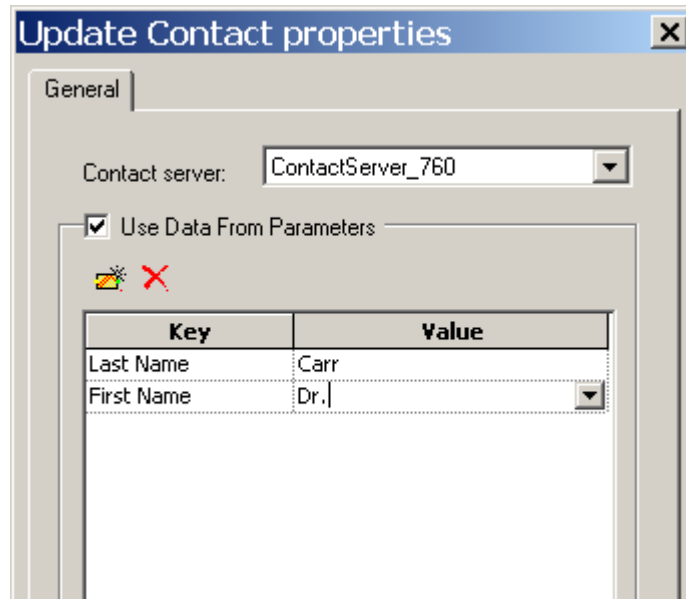 Update Contact properties
General
Contact server: ContactServer_760
Use Data From Parameters
Key Value
Last Name Carr
First Name Dr.